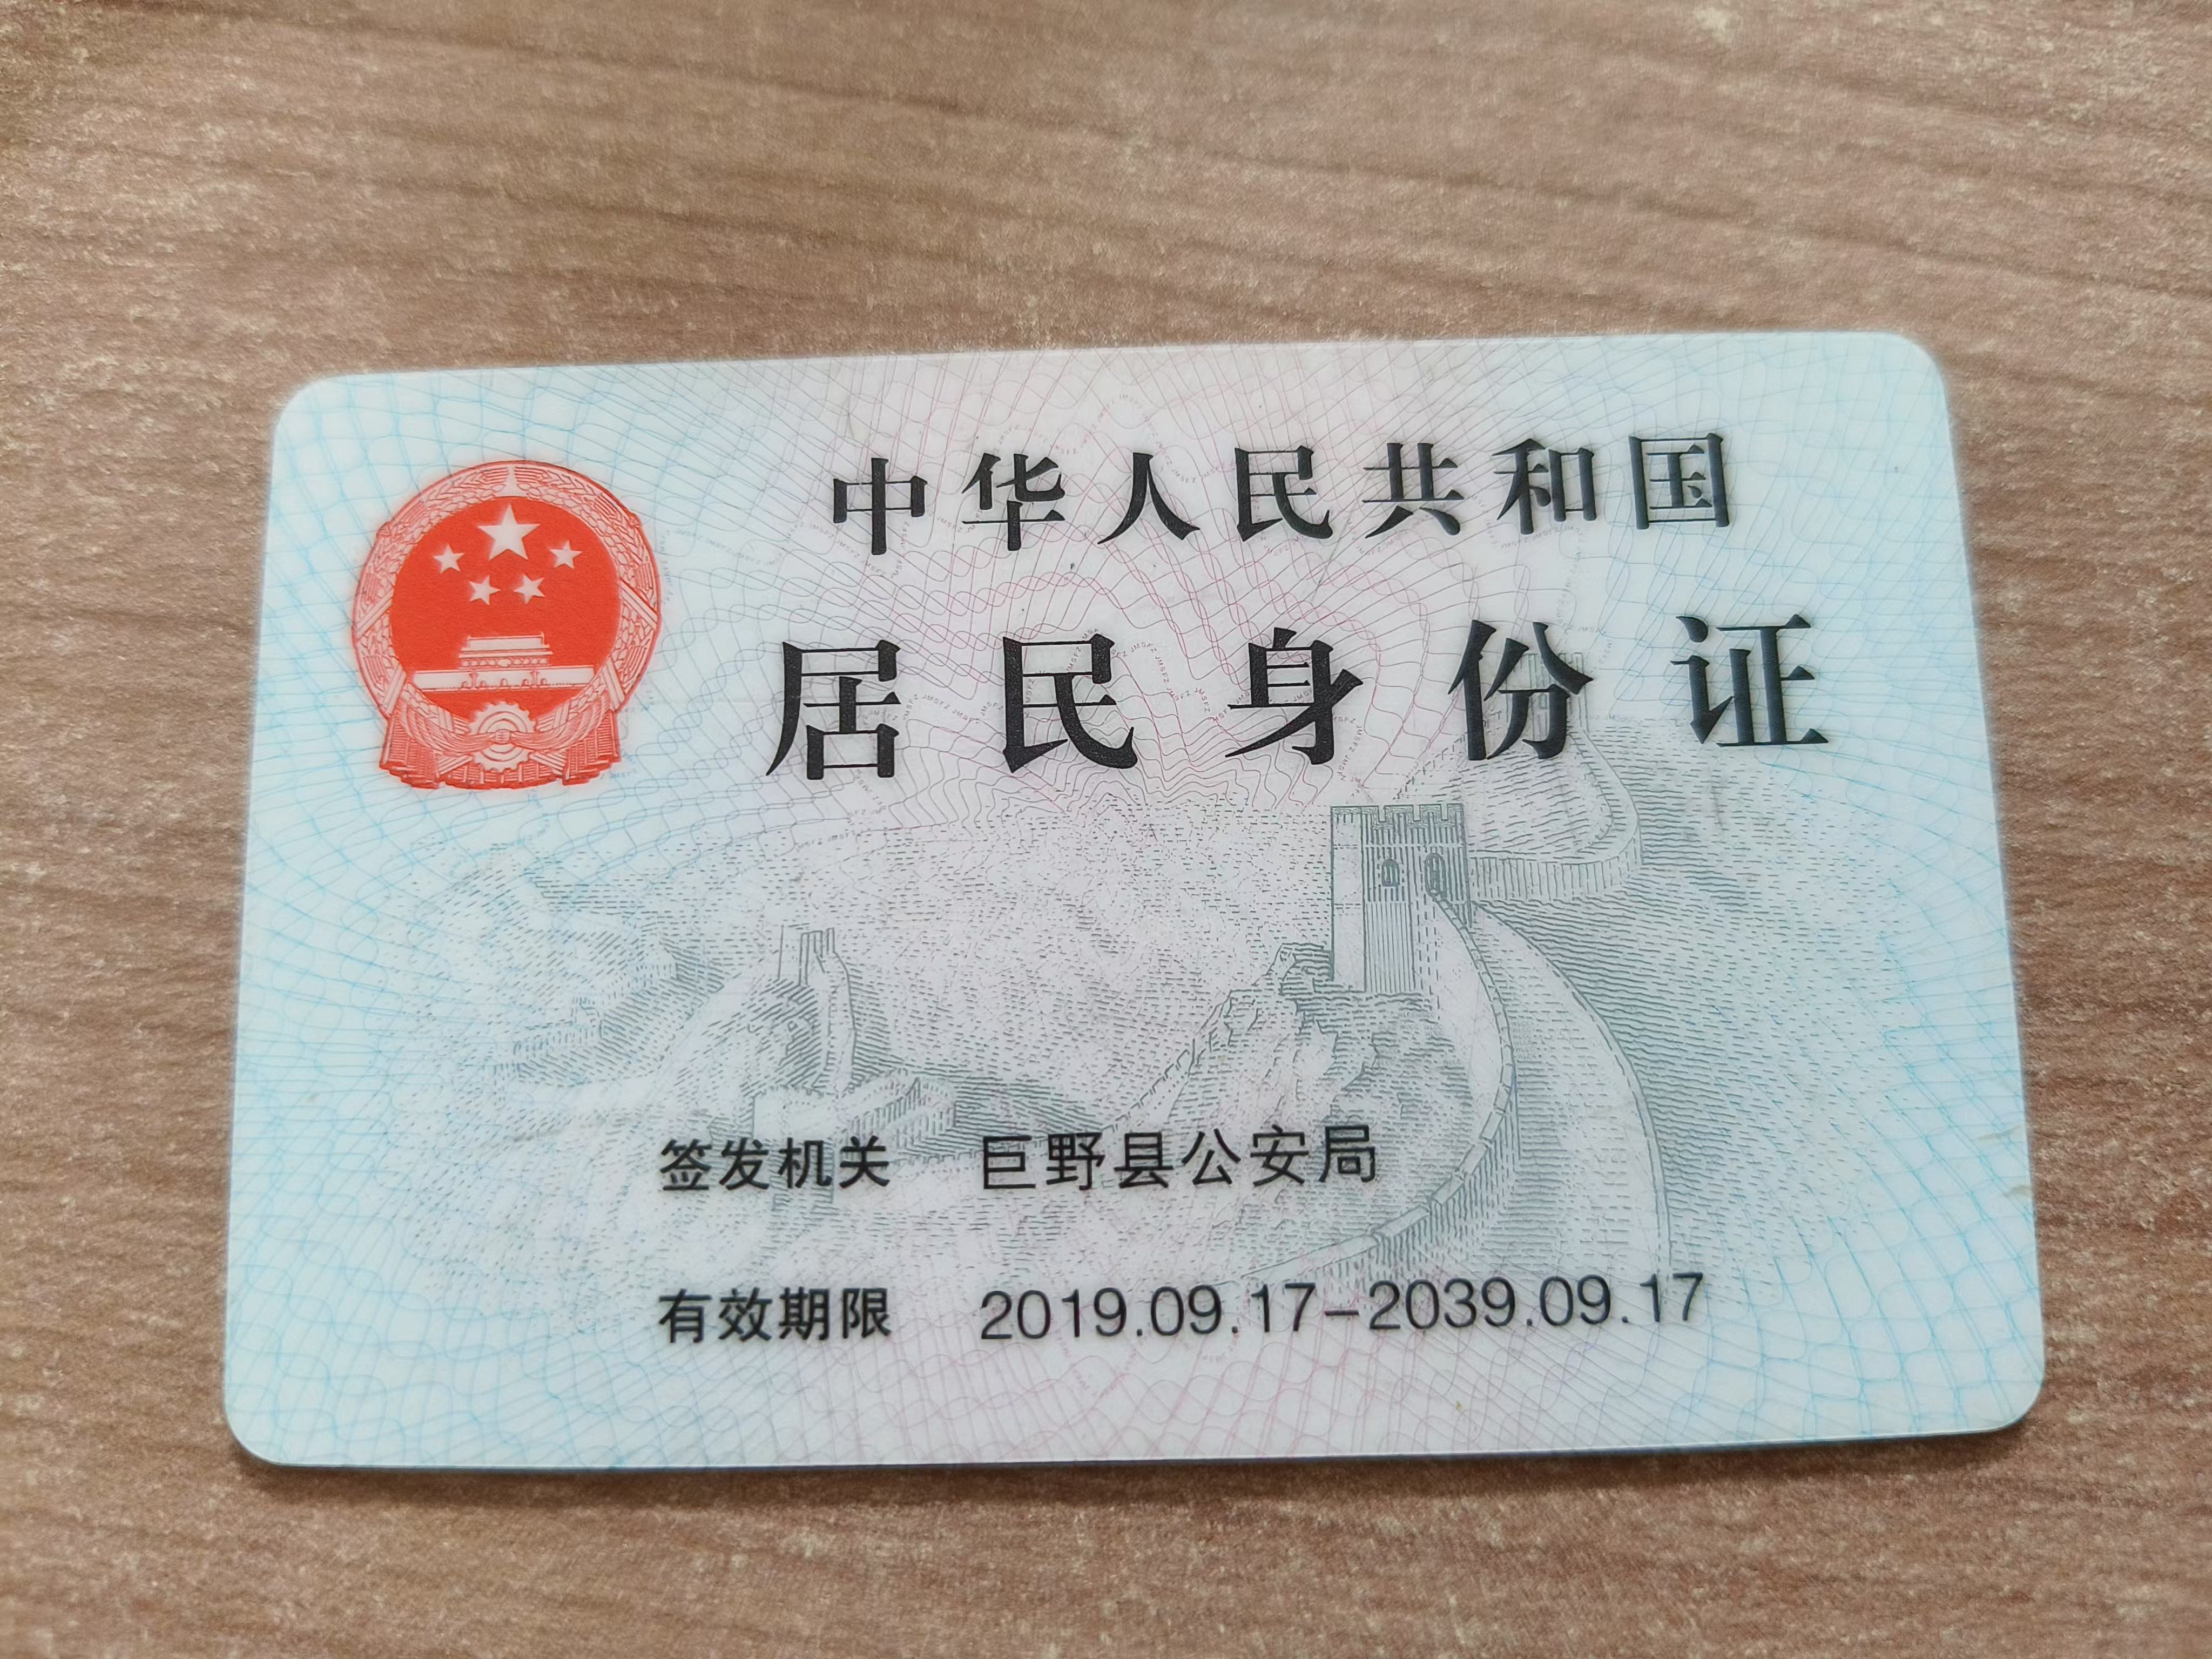 中华人民共和国
居民身份证
签发机关 巨野县公安局
有效期限 2019.09.17-2039.09.17